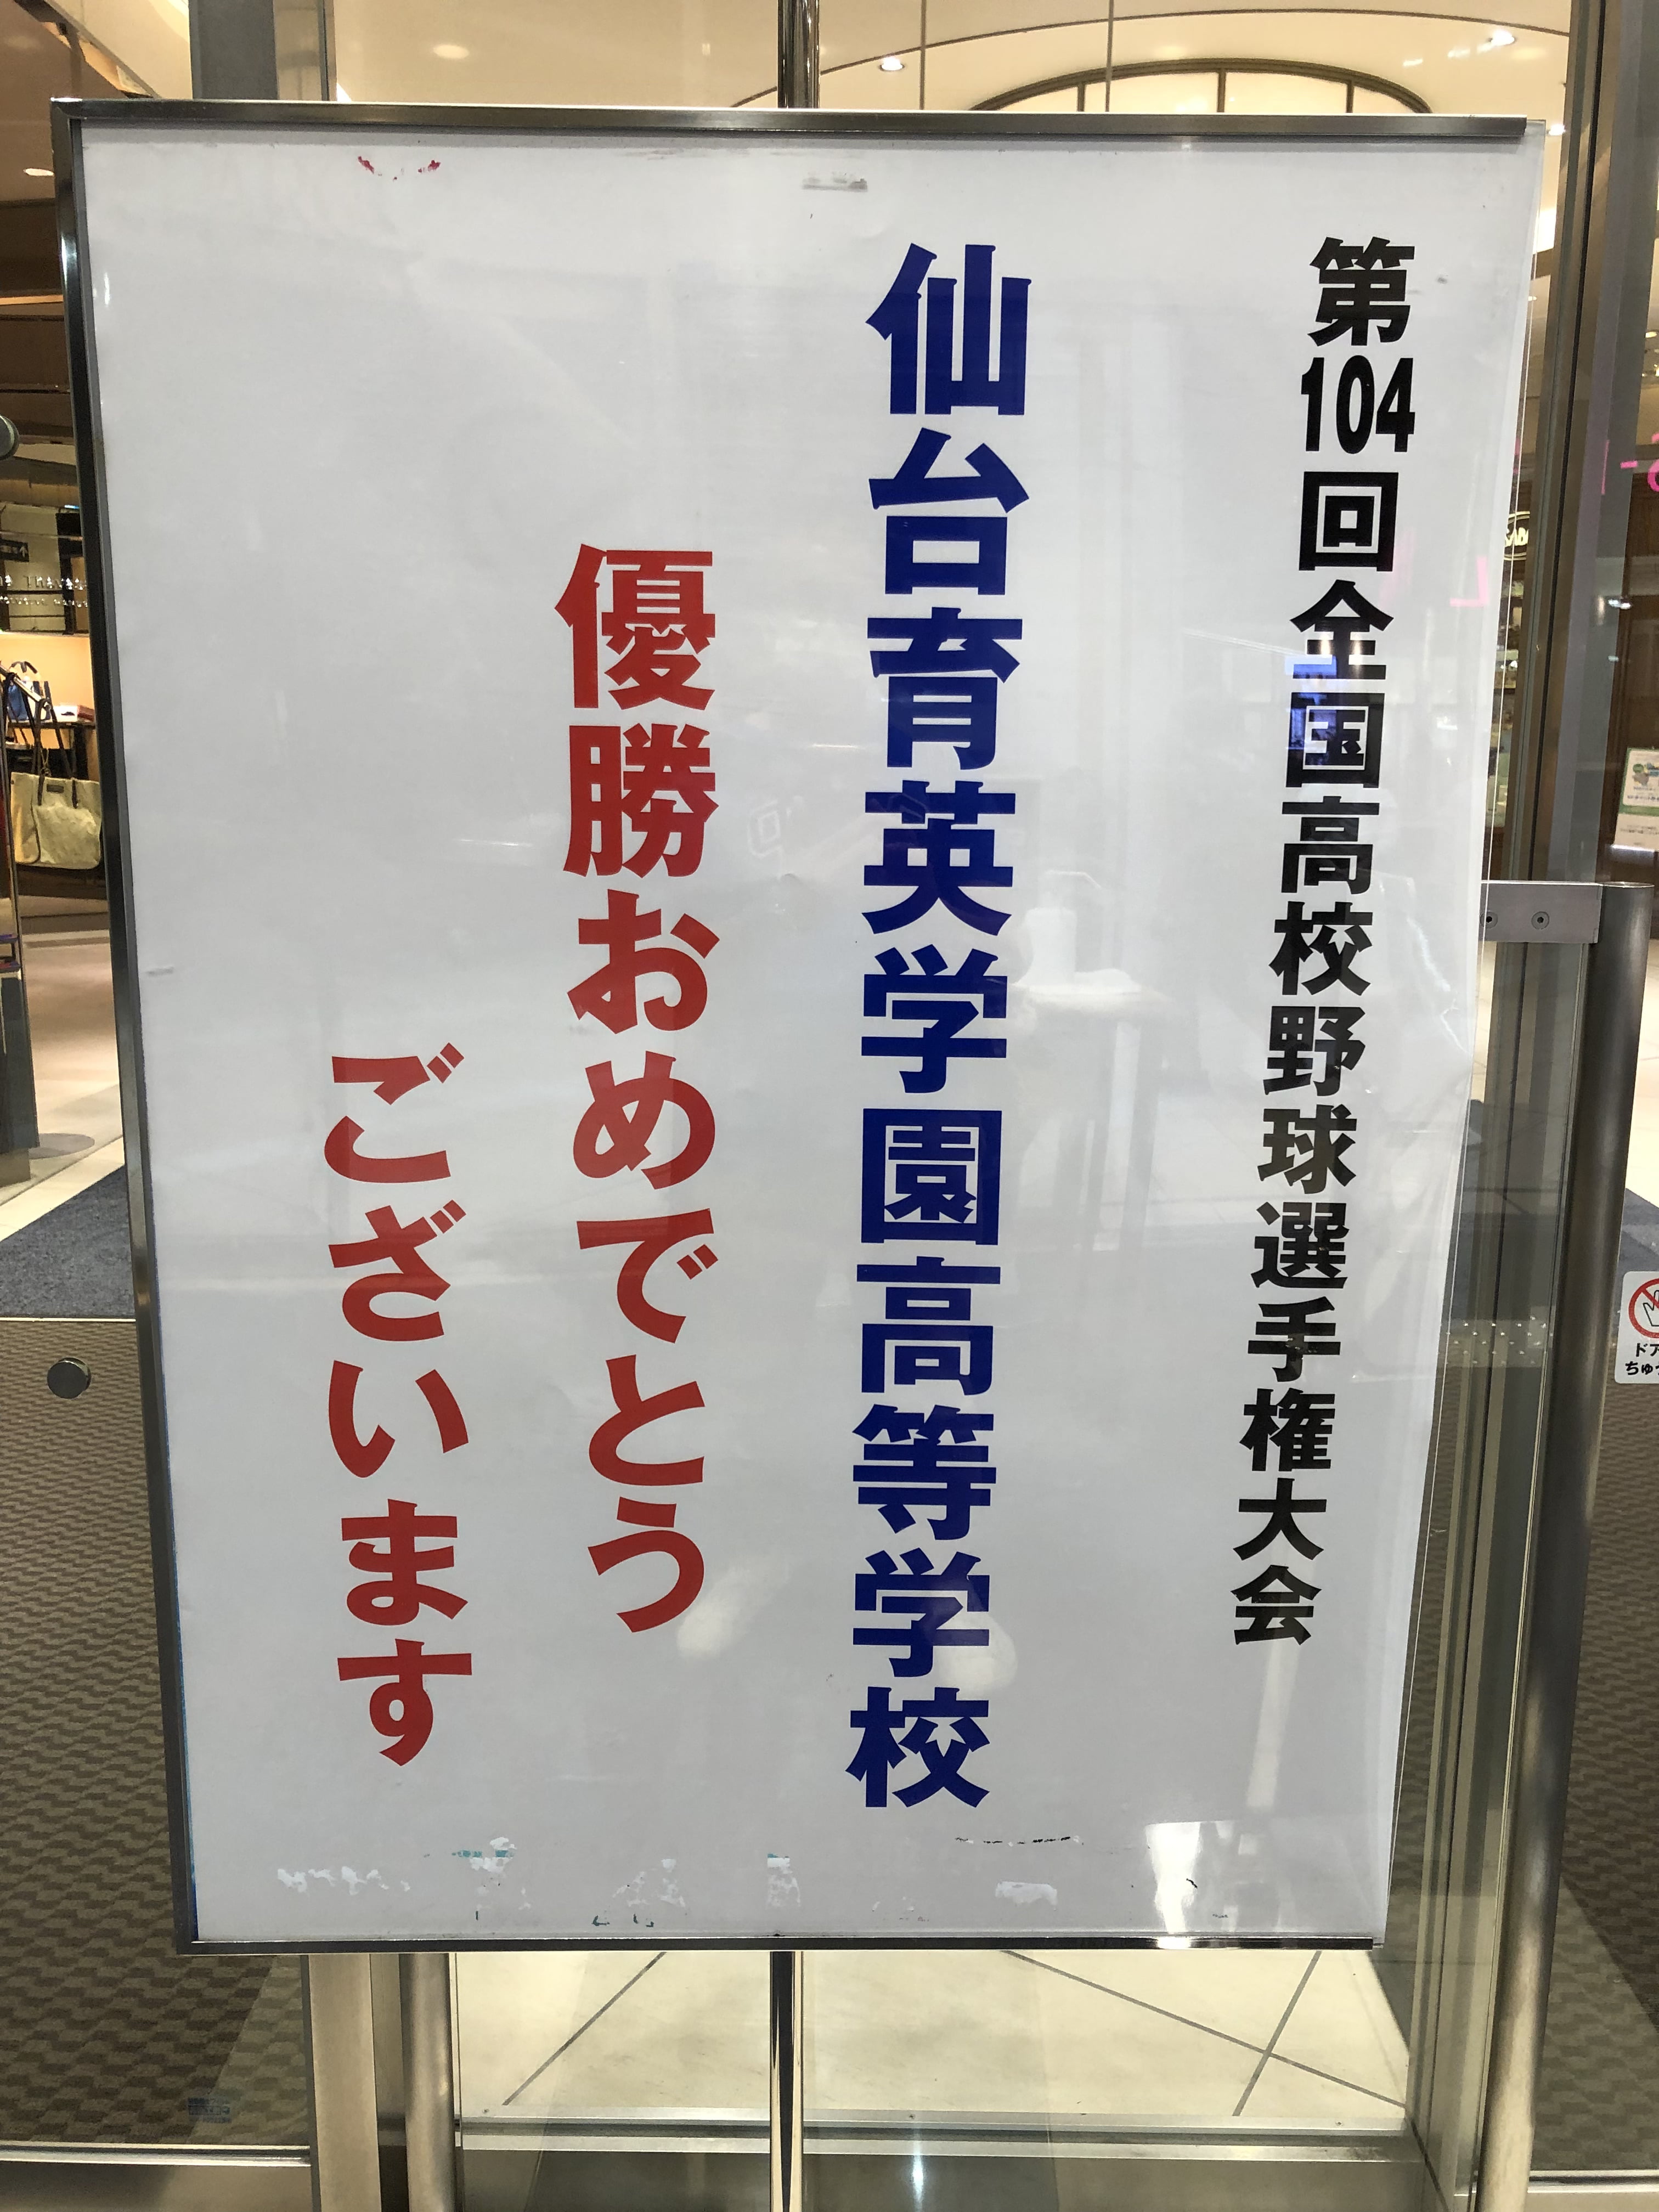 第104回全国高校野球選手権大会
仙台育英学園高等学校
優勝おめでとう
ございます